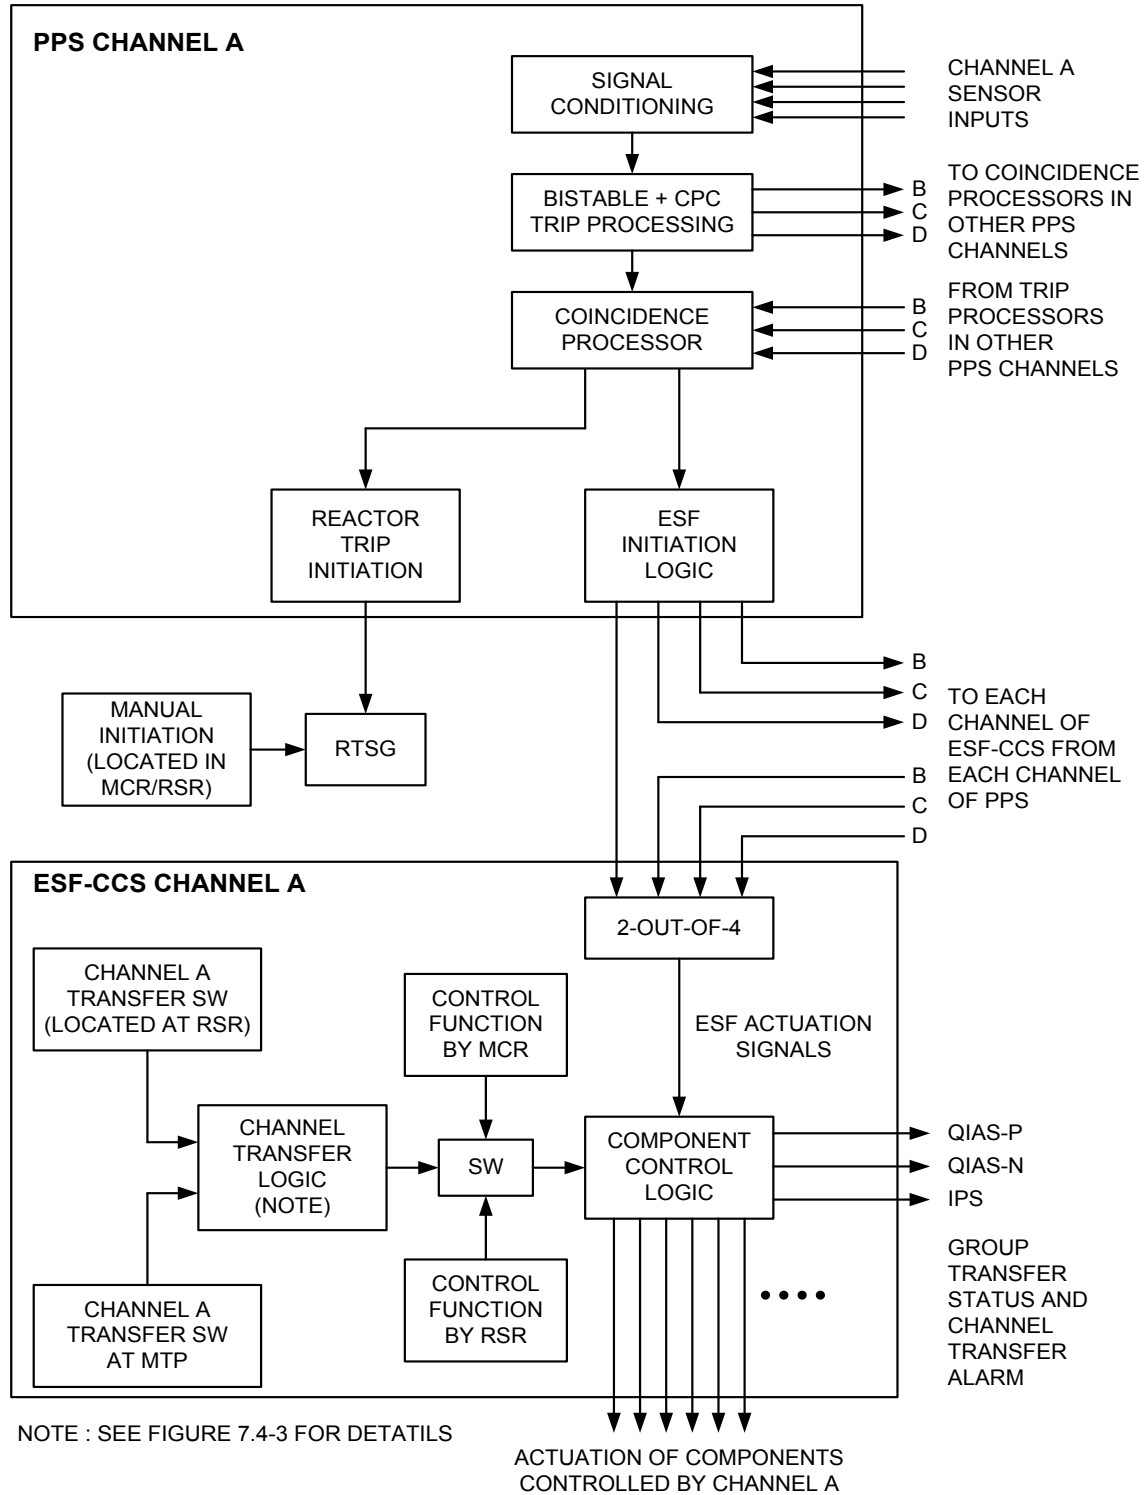 PPS CHANNEL A
SIGNAL
CONDITIONING
CHANNEL A
SENSOR
INPUTS
BISTABLE + CPC
TRIP PROCESSING
B
C
D
TO COINCIDENCE
PROCESSORS IN
OTHER PPS
CHANNELS
COINCIDENCE
PROCESSOR
B
C
D
FROM TRIP
PROCESSORS
IN OTHER
PPS CHANNELS
REACTOR
TRIP
INITIATION
ESF
INITIATION
LOGIC
MANUAL
INITIATION
(LOCATED IN
MCR/RSR)
RTSG
B
C
D
B
C
D
TO EACH
CHANNEL OF
ESF-CCS FROM
EACH CHANNEL
OF PPS
ESF-CCS CHANNEL A
2-OUT-OF-4
CHANNEL A
TRANSFER SW
(LOCATED AT RSR)
CONTROL
FUNCTION
BY MCR
ESF ACTUATION
SIGNALS
CHANNEL
TRANSFER
LOGIC
(NOTE)
SW
COMPONENT
CONTROL
LOGIC
QIAS-P
QIAS-N
IPS
CHANNEL A
TRANSFER SW
AT MTP
CONTROL
FUNCTION
BY RSR
GROUP
TRANSFER
STATUS AND
CHANNEL
TRANSFER
ALARM
NOTE : SEE FIGURE 7.4-3 FOR DETATILS
ACTUATION OF COMPONENTS
CONTROLLED BY CHANNEL A